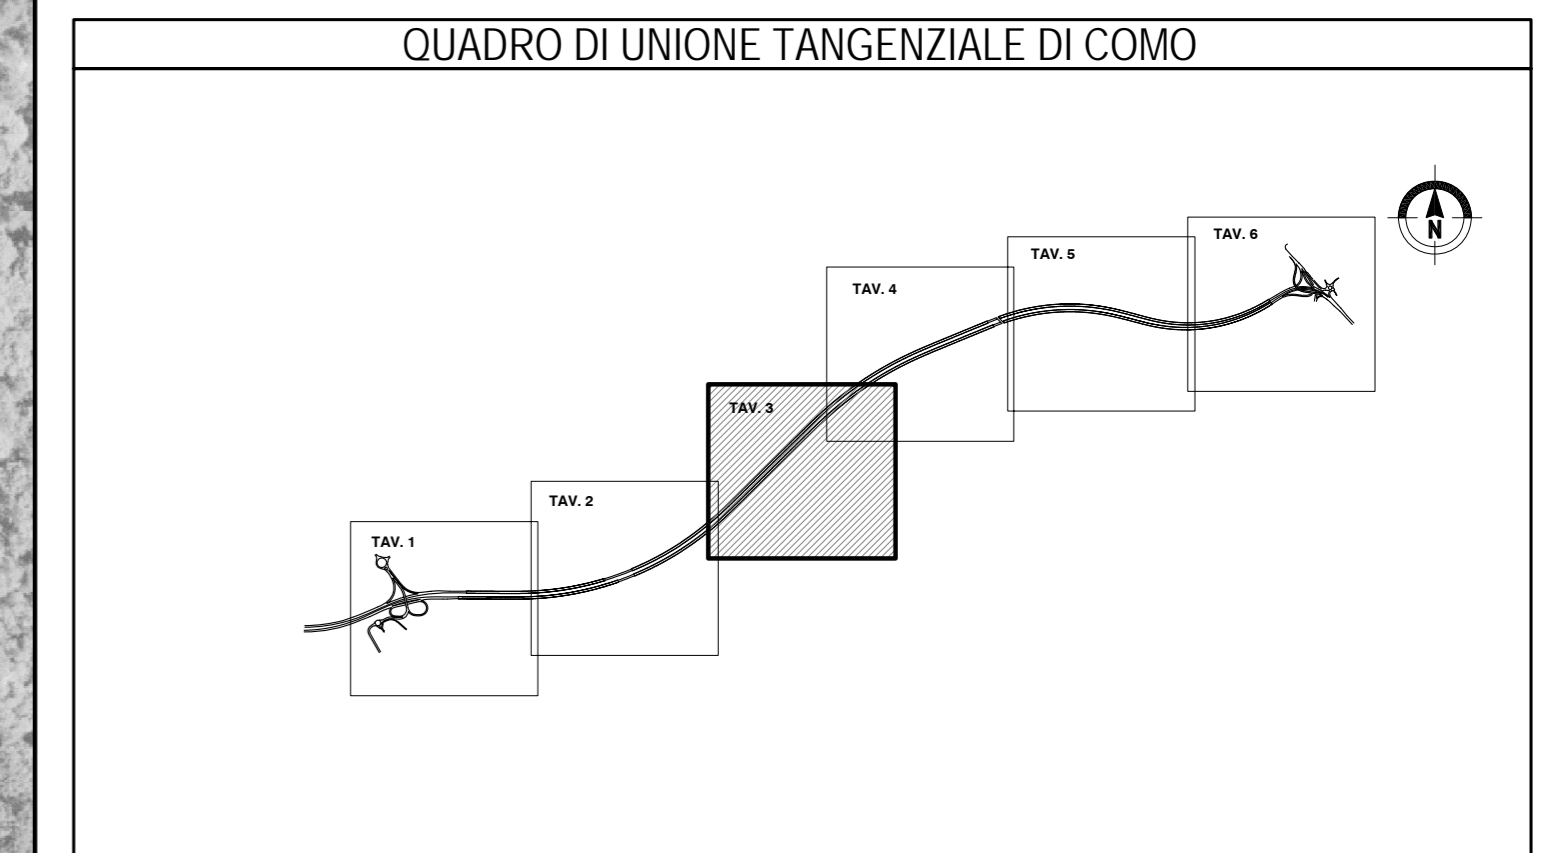 QUADRO DI UNIONE TANGENZIALE DI COMO
TAV. 6
TAV. 5
TAV. 4
TAV. 3
TAV. 2
TAV. 1
N